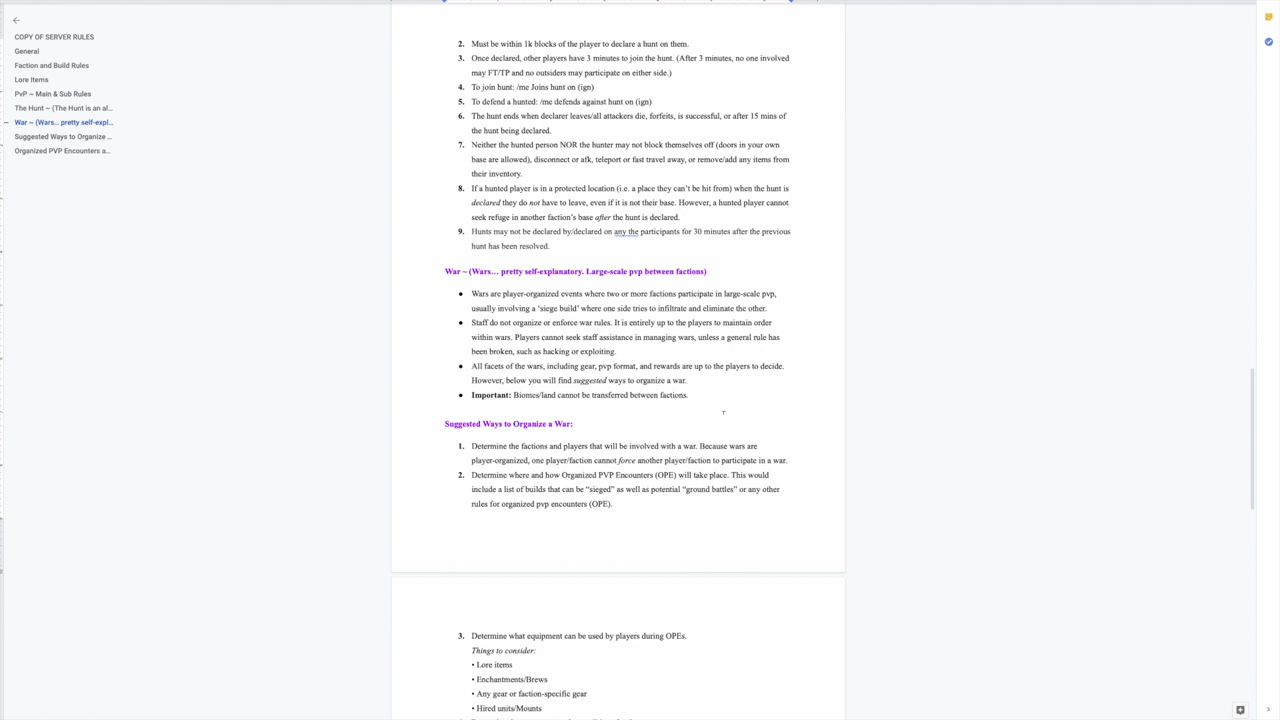 COPY OF SERVER RULES
General
Faction and Build Rules
Lore Items
PvP ~ Main & Sub Rules
The Hunt ~ (The Hunt is an al...
War ~ (Wars... pretty self-expl...
Suggested Ways to Organize ...
Organized PVP Encounters a...
2. Must be within 1k blocks of the player to declare a hunt on them.
3. Once declared, other players have 3 minutes to join the hunt. (After 3 minutes, no one involved
may FT/TP and no outsiders may participate on either side.)
4. To join hunt: /me Joins hunt on (ign)
5. To defend a hunted: /me defends against hunt on (ign)
6. The hunt ends when declarer leaves/all attackers die, forfeits, is successful, or after 15 mins of
the hunt being declared.
7. Neither the hunted person NOR the hunter may not block themselves off (doors in your own
base are allowed), disconnect or afk, teleport or fast travel away, or remove/add any items from
their inventory.
8. If a hunted player is in a protected location (i.e. a place they can't be hit from) when the hunt is
declared they do not have to leave, even if it is not their base. However, a hunted player cannot
seek refuge in another faction's base after the hunt is declared.
9. Hunts may not be declared by/declared on any the participants for 30 minutes after the previous
hunt has been resolved.
War ~ (Wars... pretty self-explanatory. Large-scale pvp between factions)
● Wars are player-organized events where two or more factions participate in large-scale pvp,
usually involving a 'siege build' where one side tries to infiltrate and eliminate the other.
● Staff do not organize or enforce war rules. It is entirely up to the players to maintain order
within wars. Players cannot seek staff assistance in managing wars, unless a general rule has
been broken, such as hacking or exploiting.
● All facets of the wars, including gear, pvp format, and rewards are up to the players to decide.
However, below you will find suggested ways to organize a war.
● Important: Biomes/land cannot be transferred between factions.
Suggested Ways to Organize a War:
1. Determine the factions and players that will be involved with a war. Because wars are
player-organized, one player/faction cannot force another player/faction to participate in a war.
2. Determine where and how Organized PVP Encounters (OPE) will take place. This would
include a list of builds that can be "sieged" as well as potential "ground battles" or any other
rules for organized pvp encounters (OPE).
3. Determine what equipment can be used by players during OPEs.
Things to consider:
• Lore items
• Enchantments/Brews
• Any gear or faction-specific gear
• Hired units/Mounts